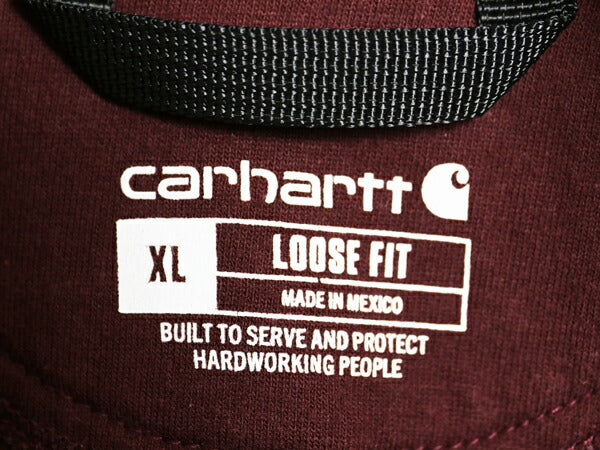 carhartt
XL
LOOSE FIT
MADE IN MEXICO
BUILT TO SERVE AND PROTECT
HARDWORKING PEOPLE